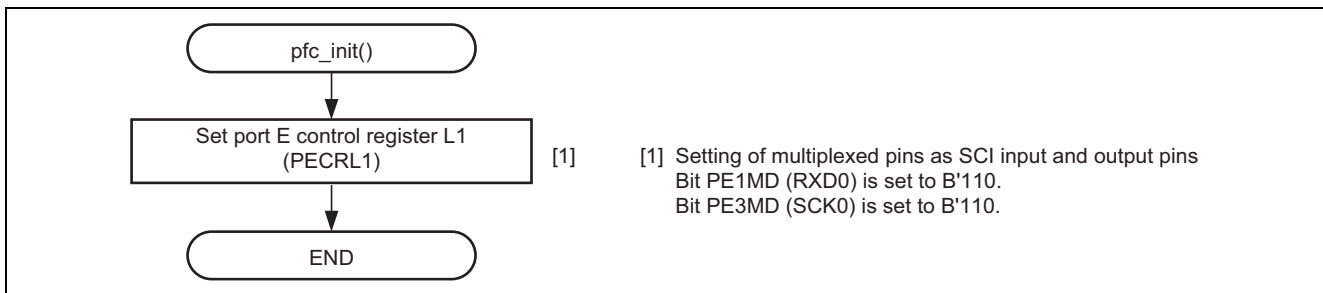 pfc_init()
Set port E control register L1
(PECRL1)
[1]
[1] Setting of multiplexed pins as SCI input and output pins
Bit PE1MD (RXD0) is set to B'110.
Bit PE3MD (SCK0) is set to B'110.
END